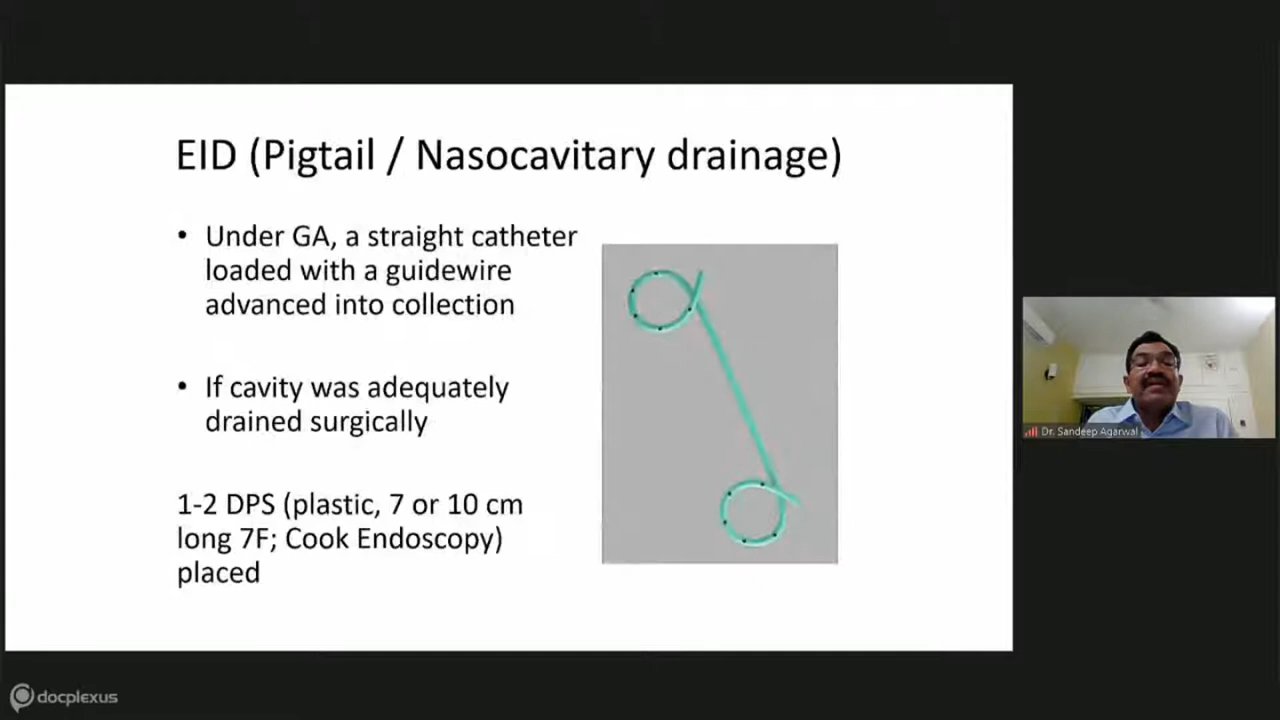 EID (Pigtail / Nasocavitary drainage)
• Under GA, a straight catheter
loaded with a guidewire
advanced into collection
• If cavity was adequately
drained surgically
1-2 DPS (plastic, 7 or 10 cm
long 7F; Cook Endoscopy)
placed
Dr. Sandeep Agarwal
docplexus